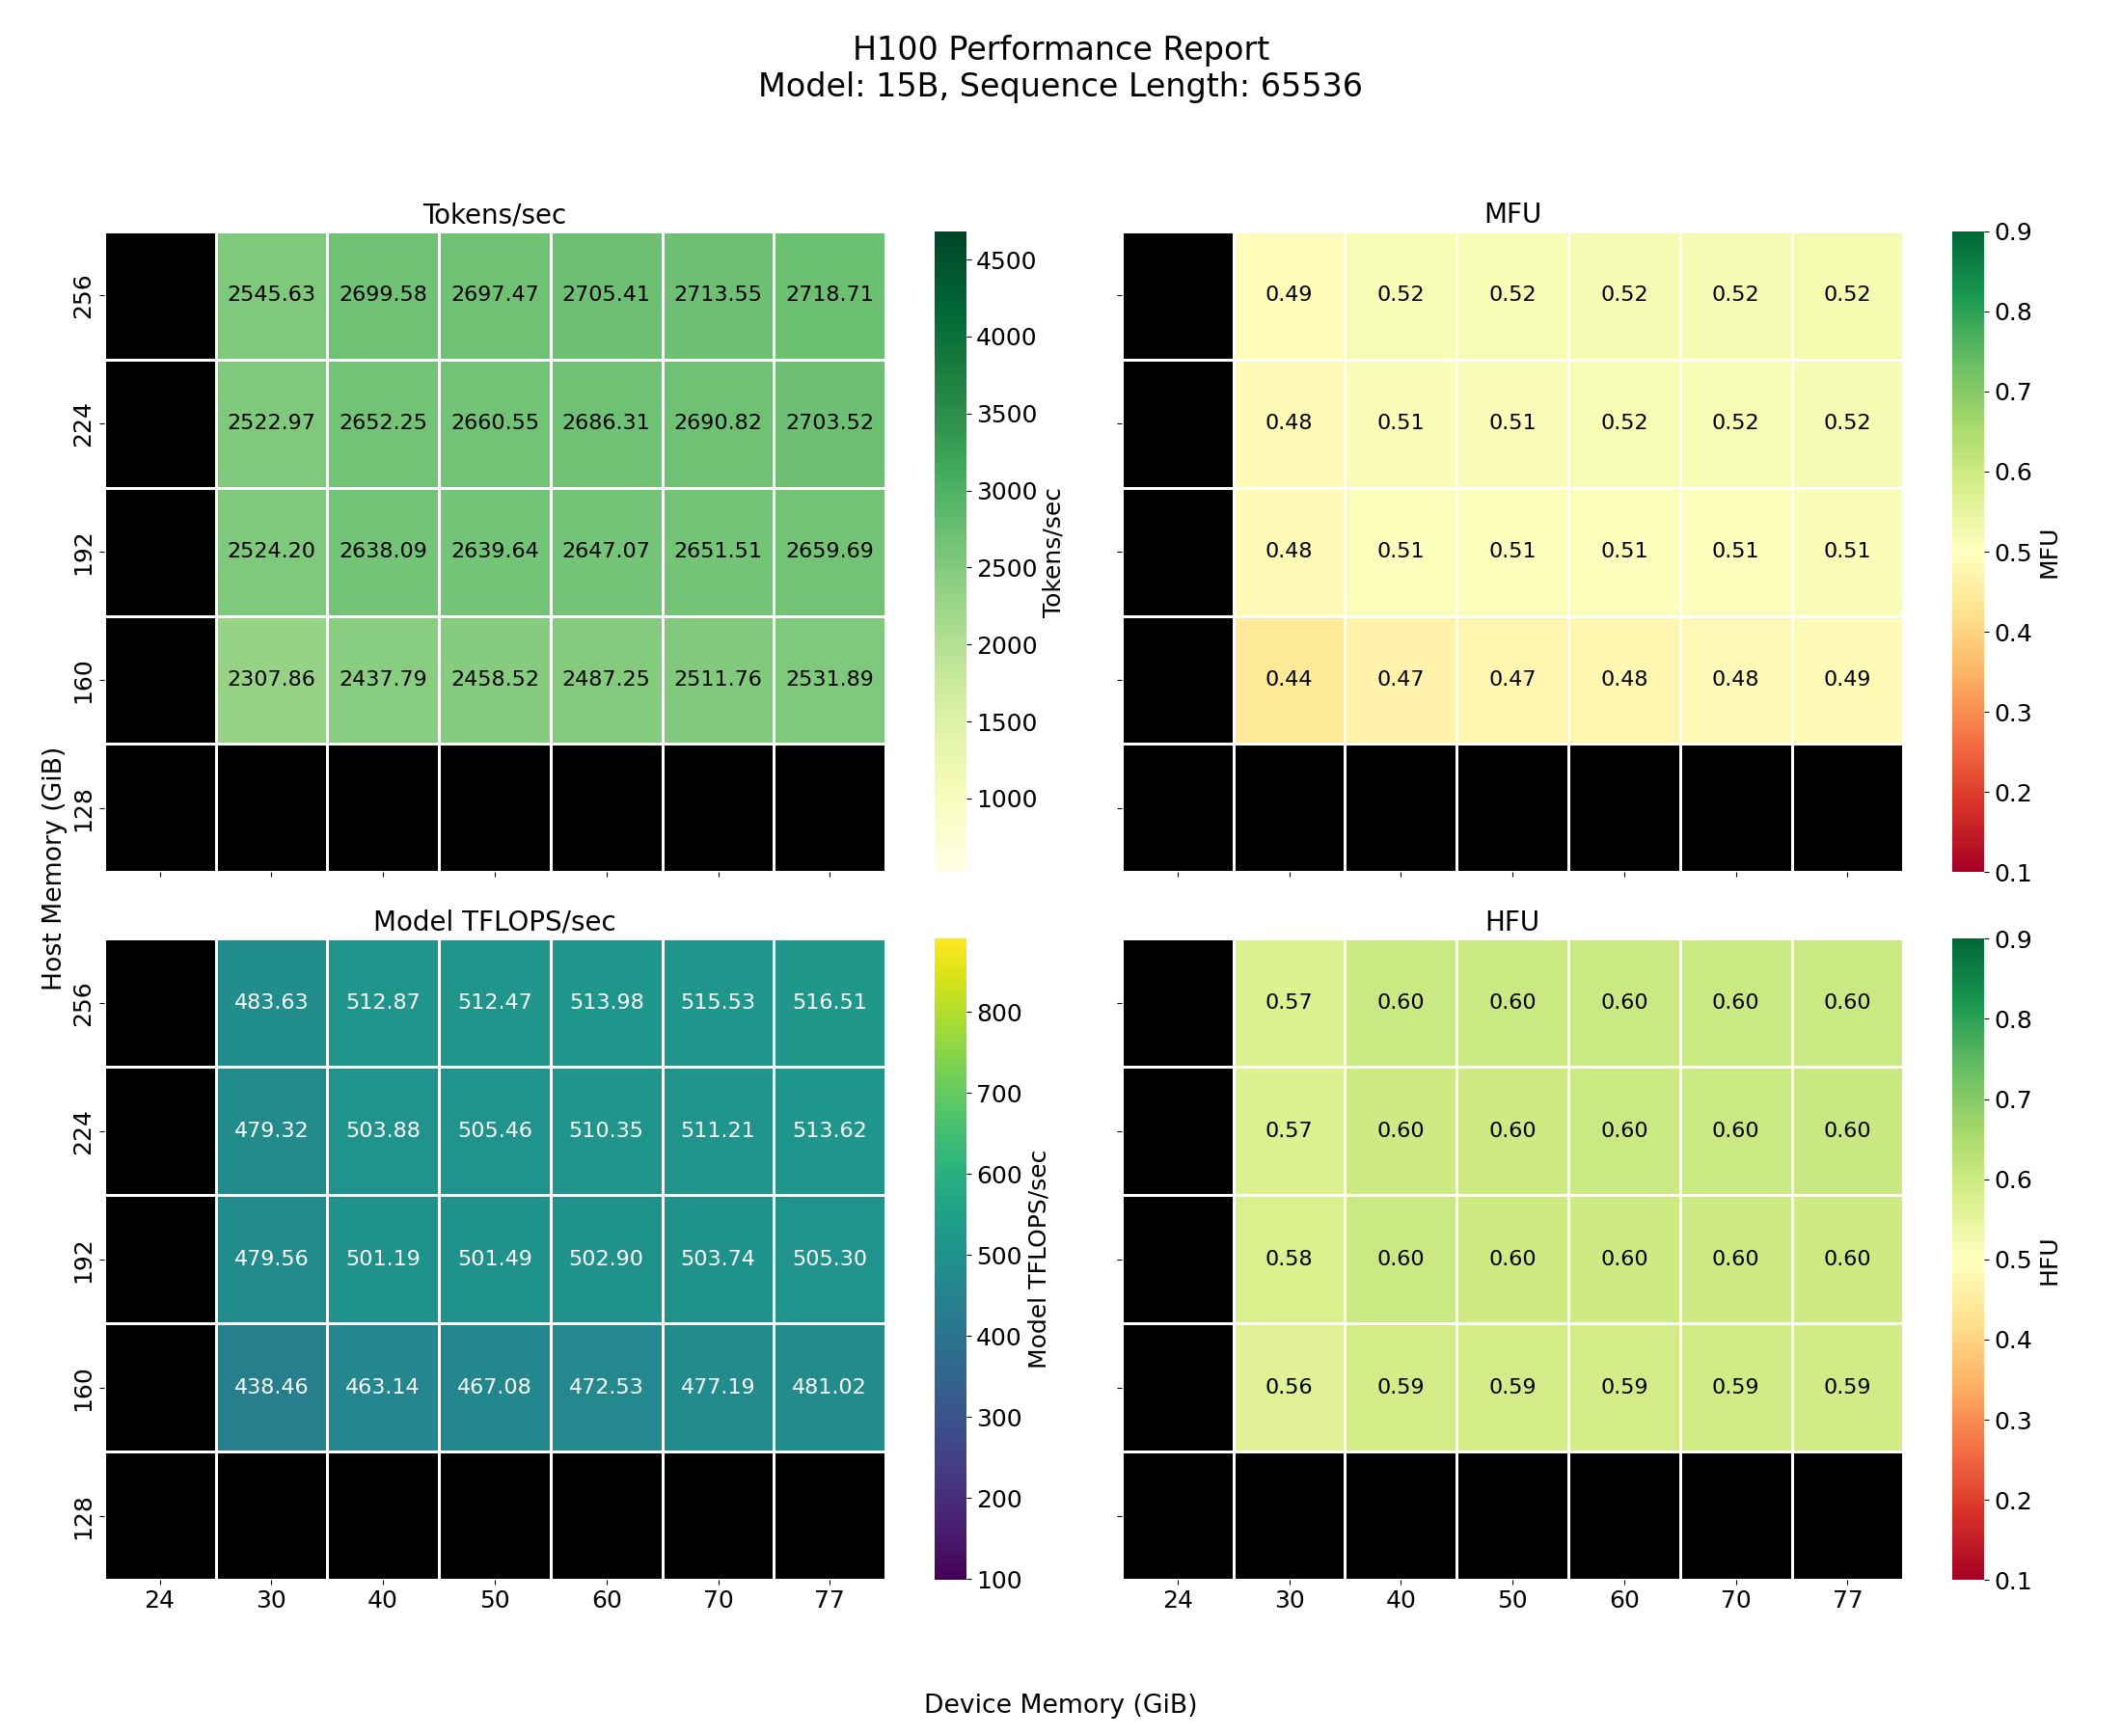 H100 Performance Report
Model: 15B, Sequence Length: 65536
Tokens/sec
256
2545.63 2699.58 2697.47 2705.41 2713.55 2718.71
224
2522.97 2652.25 2660.55 2686.31 2690.82 2703.52
192
2524.20 2638.09 2639.64 2647.07 2651.51 2659.69
160
2307.86 2437.79 2458.52 2487.25 2511.76 2531.89
128
4500
4000
3500
3000
2500
2000
1500
1000
Tokens/sec
MFU
0.49 0.52 0.52 0.52 0.52 0.52
0.48 0.51 0.51 0.52 0.52 0.52
0.48 0.51 0.51 0.51 0.51 0.51
0.44 0.47 0.47 0.48 0.48 0.49
0.9
0.8
0.7
0.6
0.5
0.4
0.3
0.2
0.1
MFU
Host Memory (GiB)
Model TFLOPS/sec
256
483.63 512.87 512.47 513.98 515.53 516.51
224
479.32 503.88 505.46 510.35 511.21 513.62
192
479.56 501.19 501.49 502.90 503.74 505.30
160
438.46 463.14 467.08 472.53 477.19 481.02
128
24 30 40 50 60 70 77
800
700
600
500
400
300
200
100
Model TFLOPS/sec
HFU
0.57 0.60 0.60 0.60 0.60 0.60
0.57 0.60 0.60 0.60 0.60 0.60
0.58 0.60 0.60 0.60 0.60 0.60
0.56 0.59 0.59 0.59 0.59 0.59
24 30 40 50 60 70 77
0.9
0.8
0.7
0.6
0.5
0.4
0.3
0.2
0.1
HFU
Device Memory (GiB)